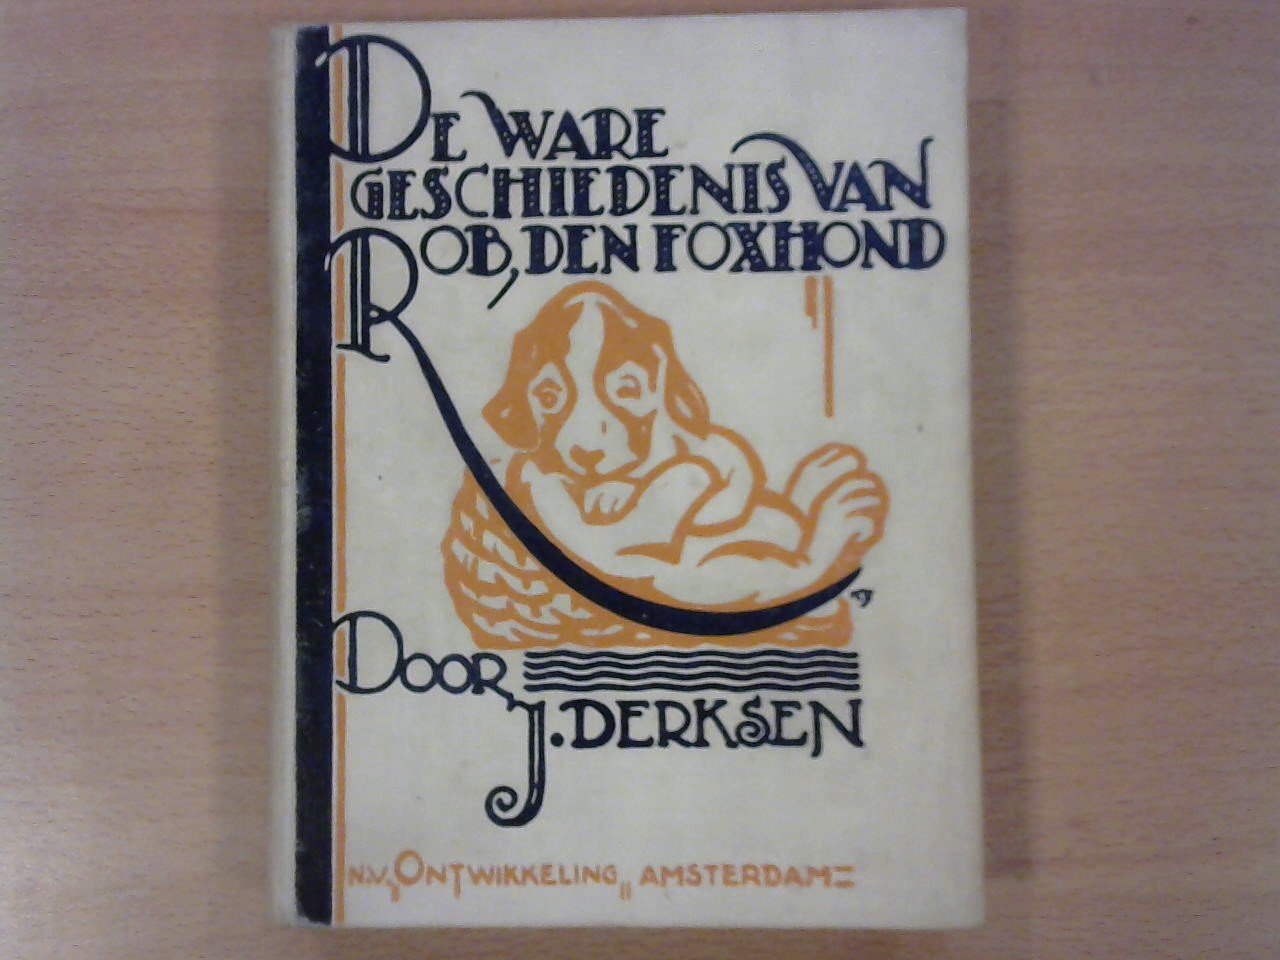 De Ware
Geschiedenis van
Rob, den Foxhond
Door
J. Derksen
N.V. „Ontwikkeling„ Amsterdam=